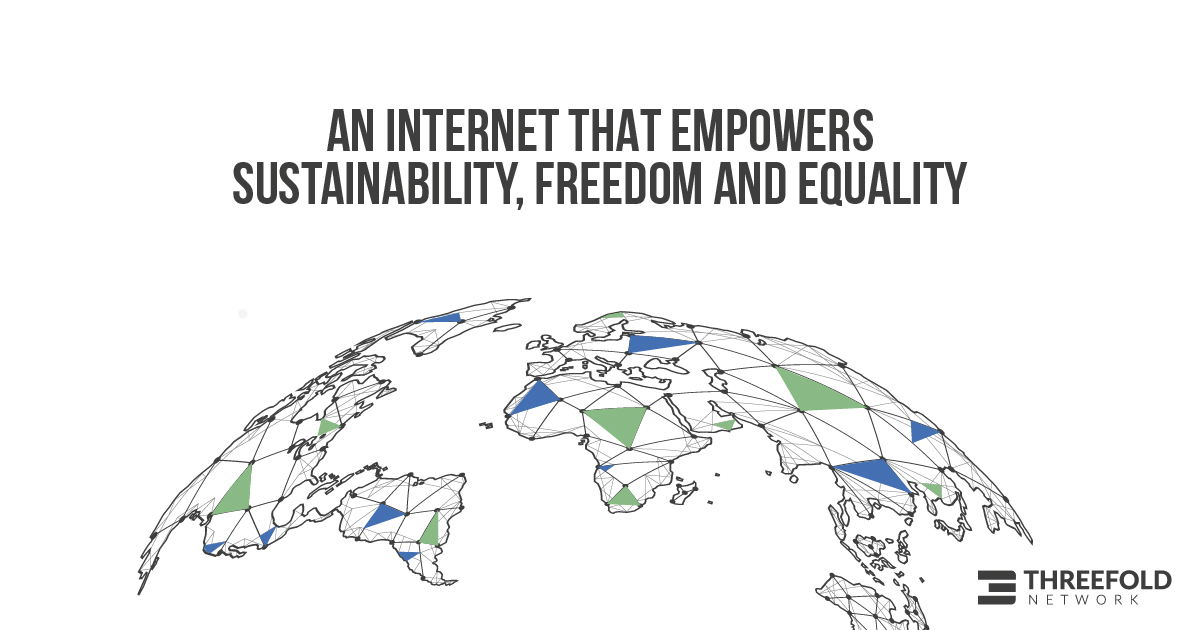 AN INTERNET THAT EMPOWERS
SUSTAINABILITY, FREEDOM AND EQUALITY
THREEFOLD
NETWORK